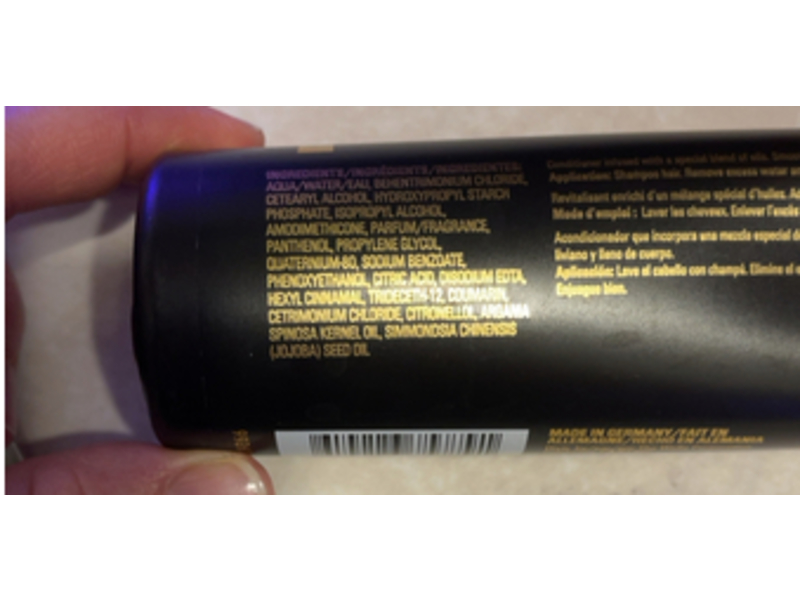 INGREDIENTS/INGRÉDIENTS/INGREDIENTES:
AQUA/WATER/EAU, BEHENTRIMONIUM CHLORIDE,
CETEARYL ALCOHOL, HYDROXYPROPYL STARCH
PHOSPHATE, ISOPROPYL ALCOHOL,
AMODIMETHICONE, PARFUM/FRAGRANCE,
PANTHENOL, PROPYLENE GLYCOL,
QUATERNIUM-80, SODIUM BENZOATE,
PHENOXYETHANOL, CITRIC ACID, DISODIUM EDTA,
HEXYL CINNAMAL, TRIDECETH-12, COUMARIN,
CETRIMONIUM CHLORIDE, CITRONELLOL, ARGANIA
SPINOSA KERNEL OIL, SIMMONDSIA CHINENSIS
(JOJOBA) SEED OIL
Conditioner infused with a special blend of oils.
Application: Shampoo hair. Remove excess water
Revitalisant enrichi d'un mélange spécial d'huiles.
Mode d'emploi : Laver les cheveux. Enlever l'excès
Acondicionador que incorpora una mezcla especial
liviano y lleno de cuerpo.
Aplicación: Lave el cabello con champú. Elimine el
Enjuague bien.
MADE IN GERMANY/FAIT EN
ALLEMAGNE/HECHO EN ALEMANIA